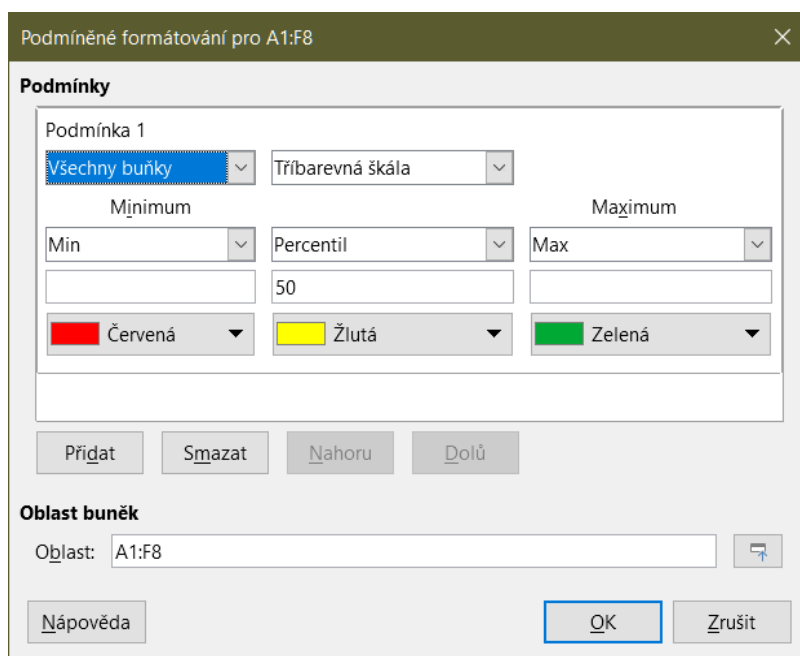 Podmíněné formátování pro A1:F8
Podmínky
Podmínka 1
Všechny buňky Tříbarevná škála
Minimum Maximum
Min Percentil Max
50
Červená Žlutá Zelená
Přidat Smazat Nahoru Dolů
Oblast buněk
Oblast: A1:F8
Nápověda OK Zrušit